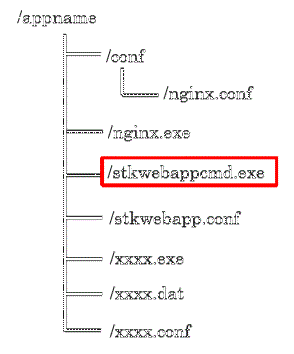 /appname
/conf
/nginx.conf
/nginx.exe
/stkwebappcmd.exe
/stkwebapp.conf
/xxxx.exe
/xxxx.dat
/xxxx.conf